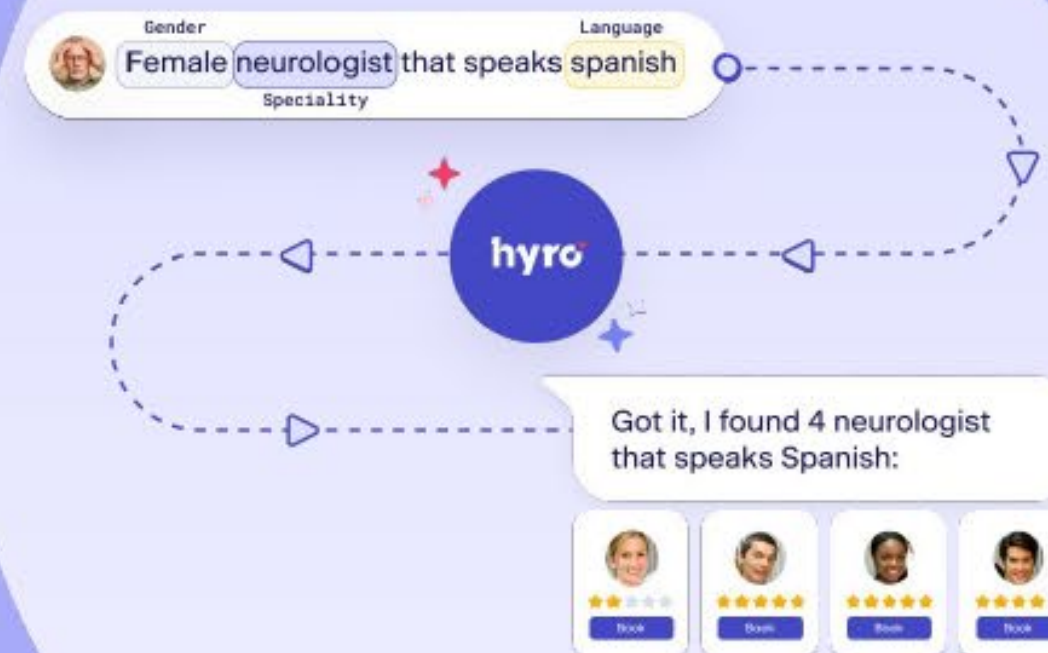 Gender
Language
Female neurologist that speaks spanish
Speciality
hyro
Got it, I found 4 neurologist
that speaks Spanish:
Book Book Book Book